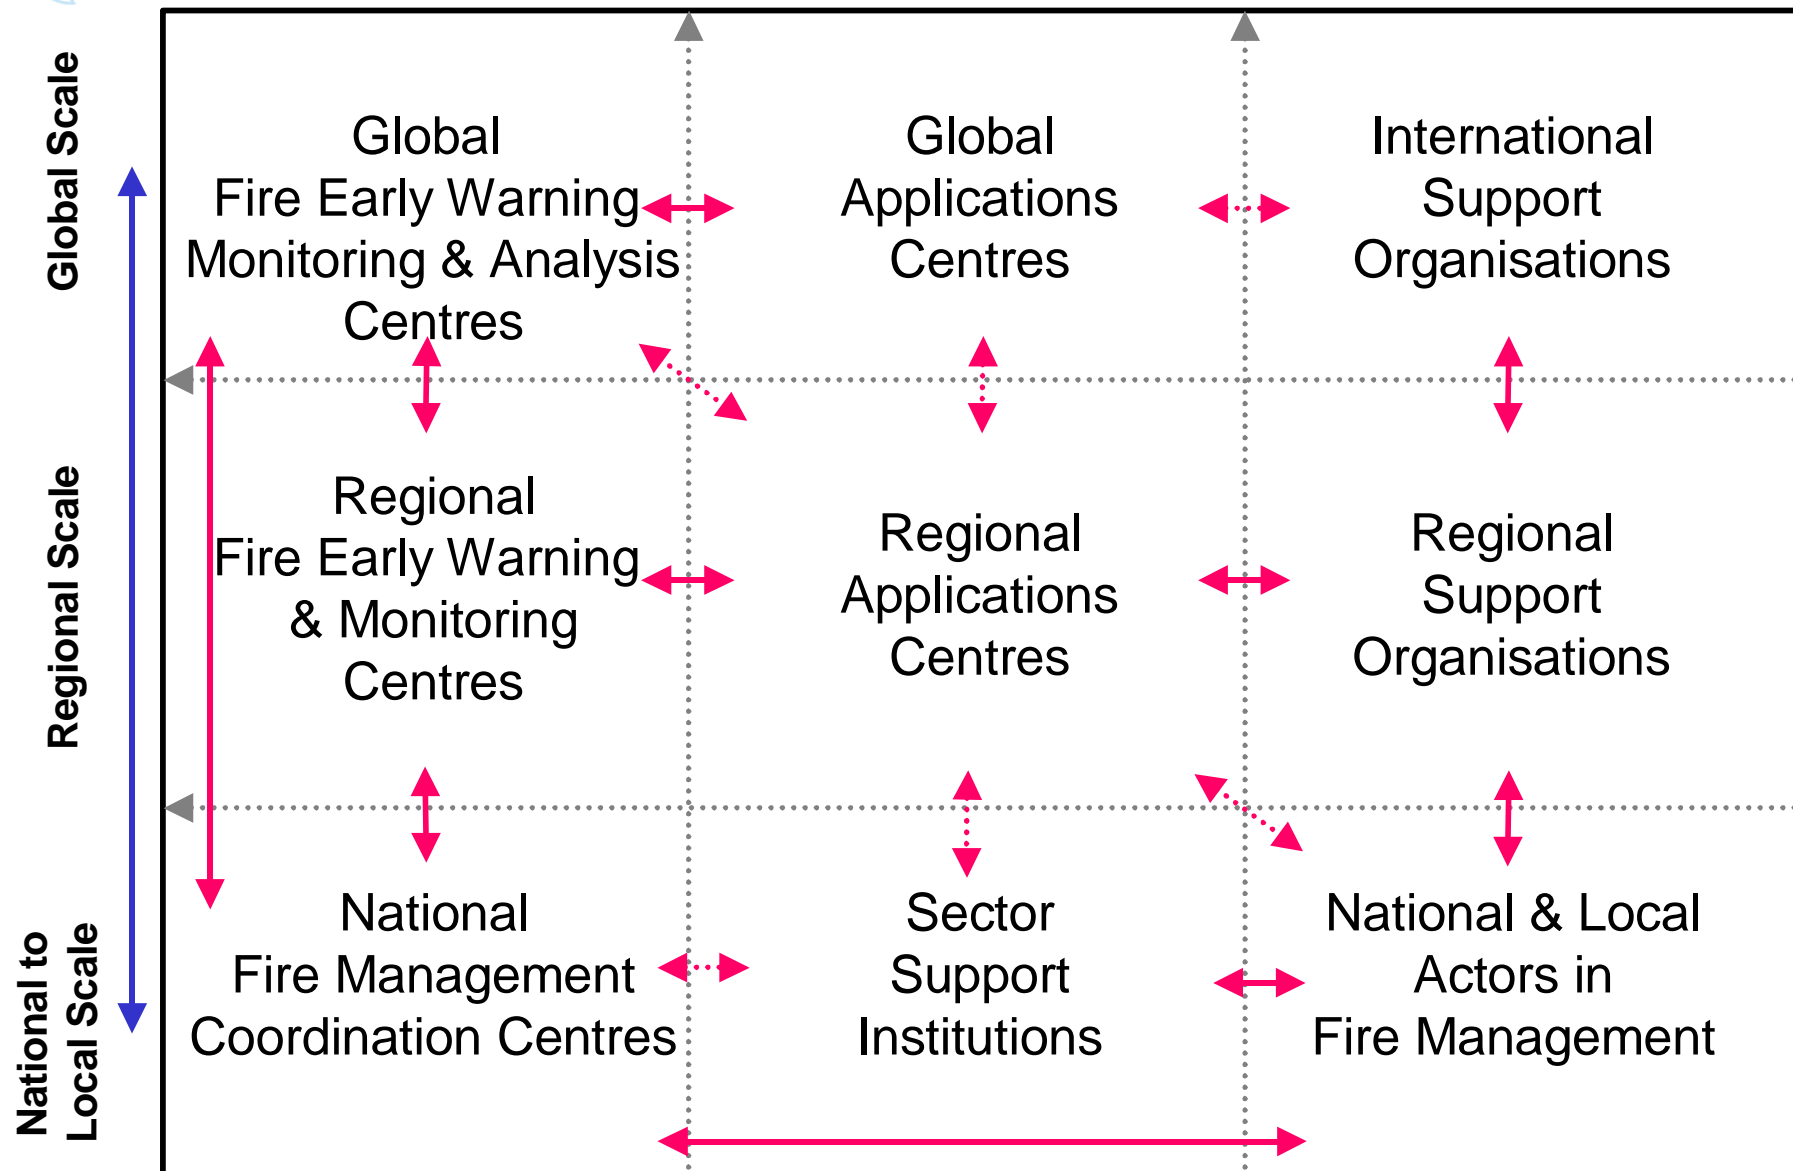 Global Scale
Global
Fire Early Warning
Monitoring & Analysis
Centres
Global
Applications
Centres
International
Support
Organisations
Regional Scale
Regional
Fire Early Warning
& Monitoring
Centres
Regional
Applications
Centres
Regional
Support
Organisations
National to
Local Scale
National
Fire Management
Coordination Centres
Sector
Support
Institutions
National & Local
Actors in
Fire Management